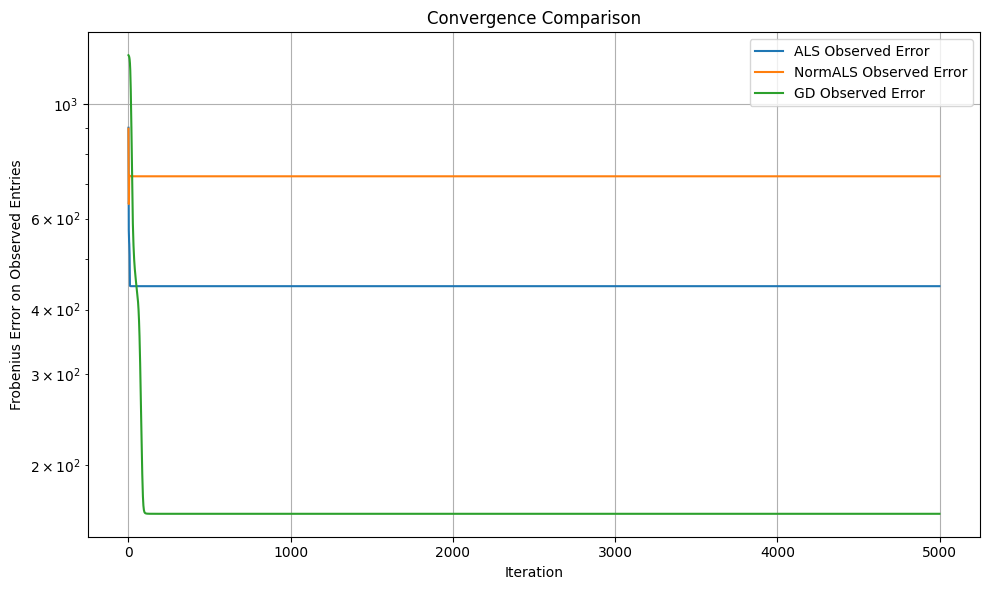 Convergence Comparison
ALS Observed Error
NormALS Observed Error
GD Observed Error
Frobenius Error on Observed Entries
10³
6 × 10²
4 × 10²
3 × 10²
2 × 10²
0 1000 2000 3000 4000 5000
Iteration